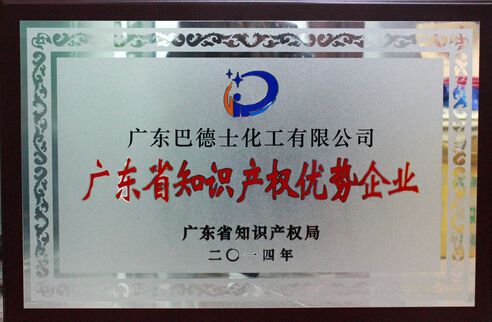 广东巴德士化工有限公司
广东省知识产权优势企业
广东省知识产权局
二〇一四年